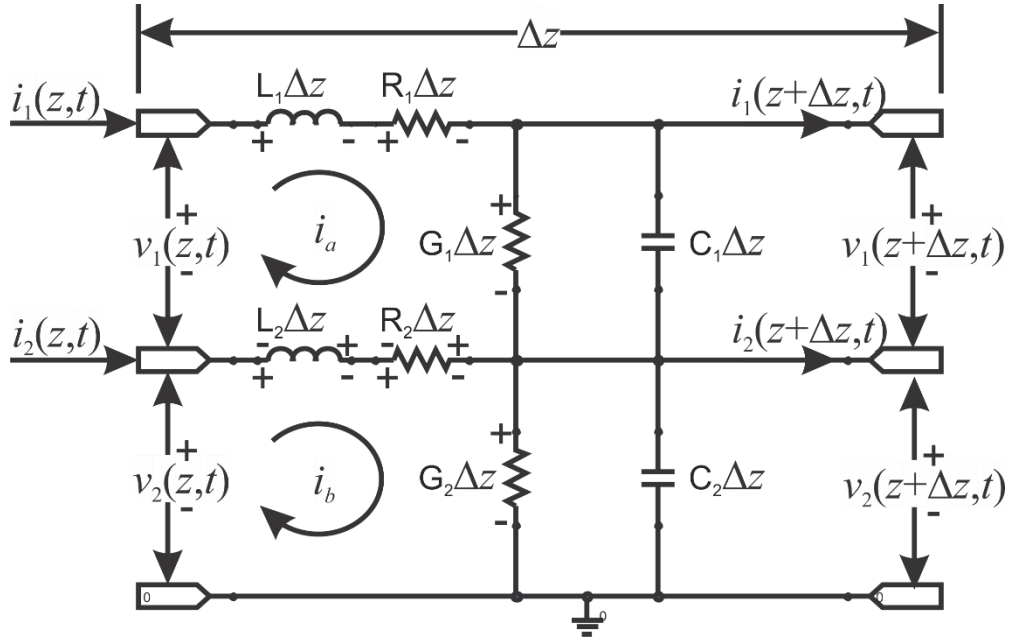 Δz
i₁(z,t) L₁Δz R₁Δz i₁(z+Δz,t)
+ - + -
+ + +
v₁(z,t) iₐ G₁Δz C₁Δz v₁(z+Δz,t)
- - -
i₂(z,t) L₂Δz R₂Δz i₂(z+Δz,t)
- + - +
+ - + -
+ + +
v₂(z,t) i_b G₂Δz C₂Δz v₂(z+Δz,t)
- - -
0 0 0